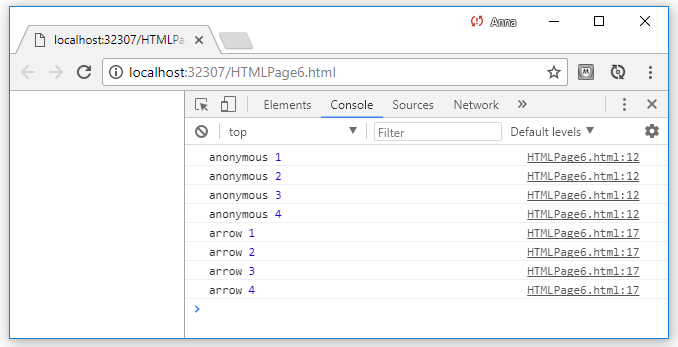 Anna
localhost:32307/HTMLPa
localhost:32307/HTMLPage6.html
Elements Console Sources Network »
top Filter Default levels
anonymous 1 HTMLPage6.html:12
anonymous 2 HTMLPage6.html:12
anonymous 3 HTMLPage6.html:12
anonymous 4 HTMLPage6.html:12
arrow 1 HTMLPage6.html:17
arrow 2 HTMLPage6.html:17
arrow 3 HTMLPage6.html:17
arrow 4 HTMLPage6.html:17
>